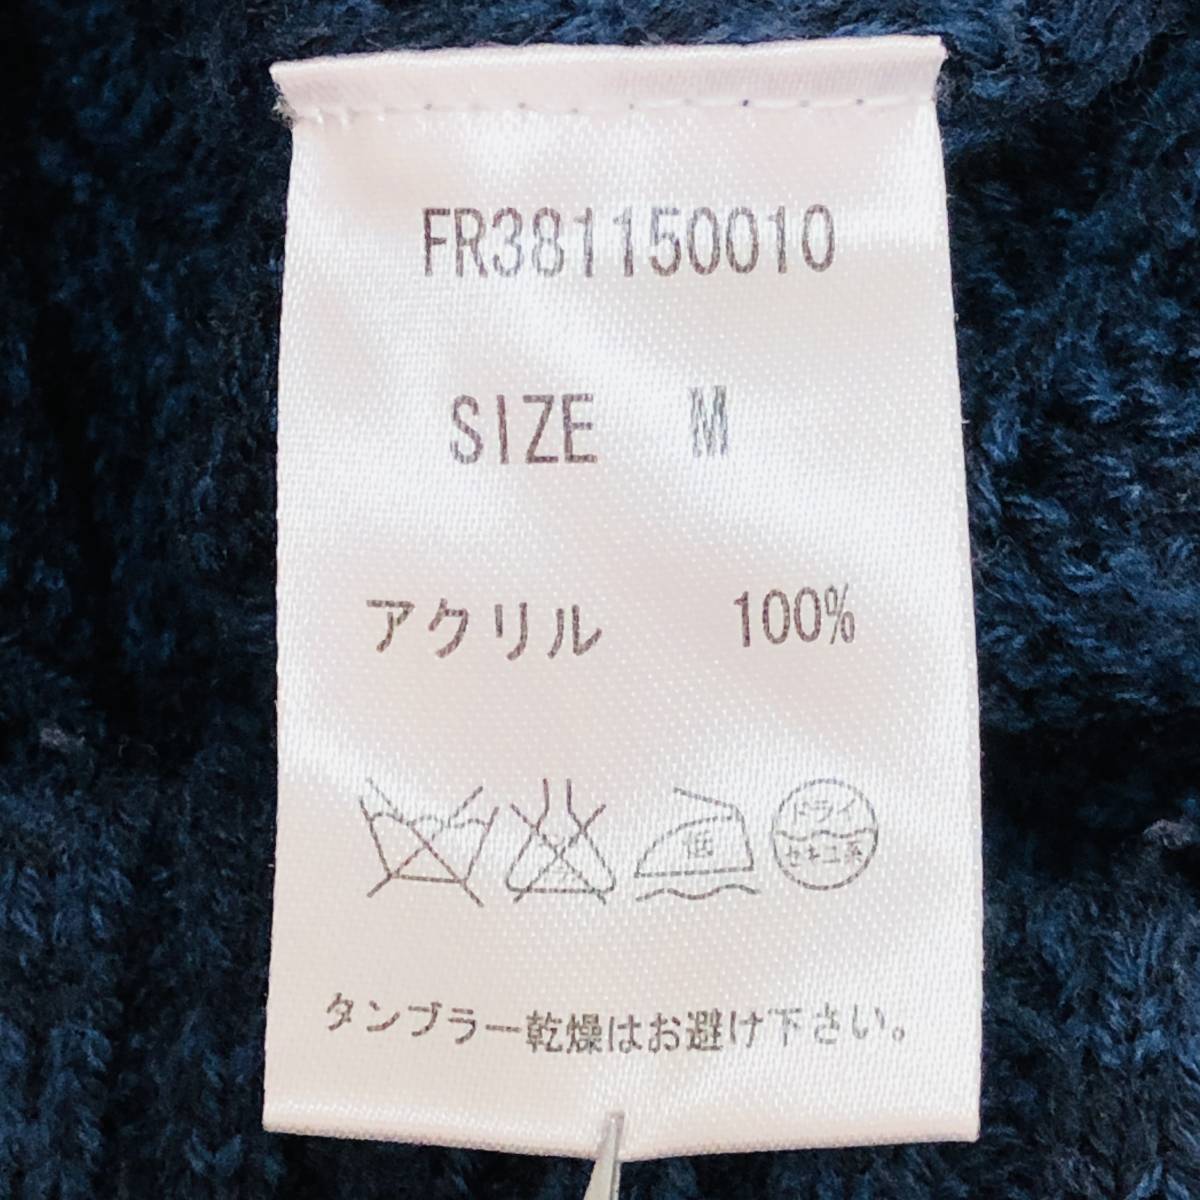 FR381150010
SIZE M
アクリル 100%
低 ドライ
セキユ系
タンブラー乾燥はお避け下さい。